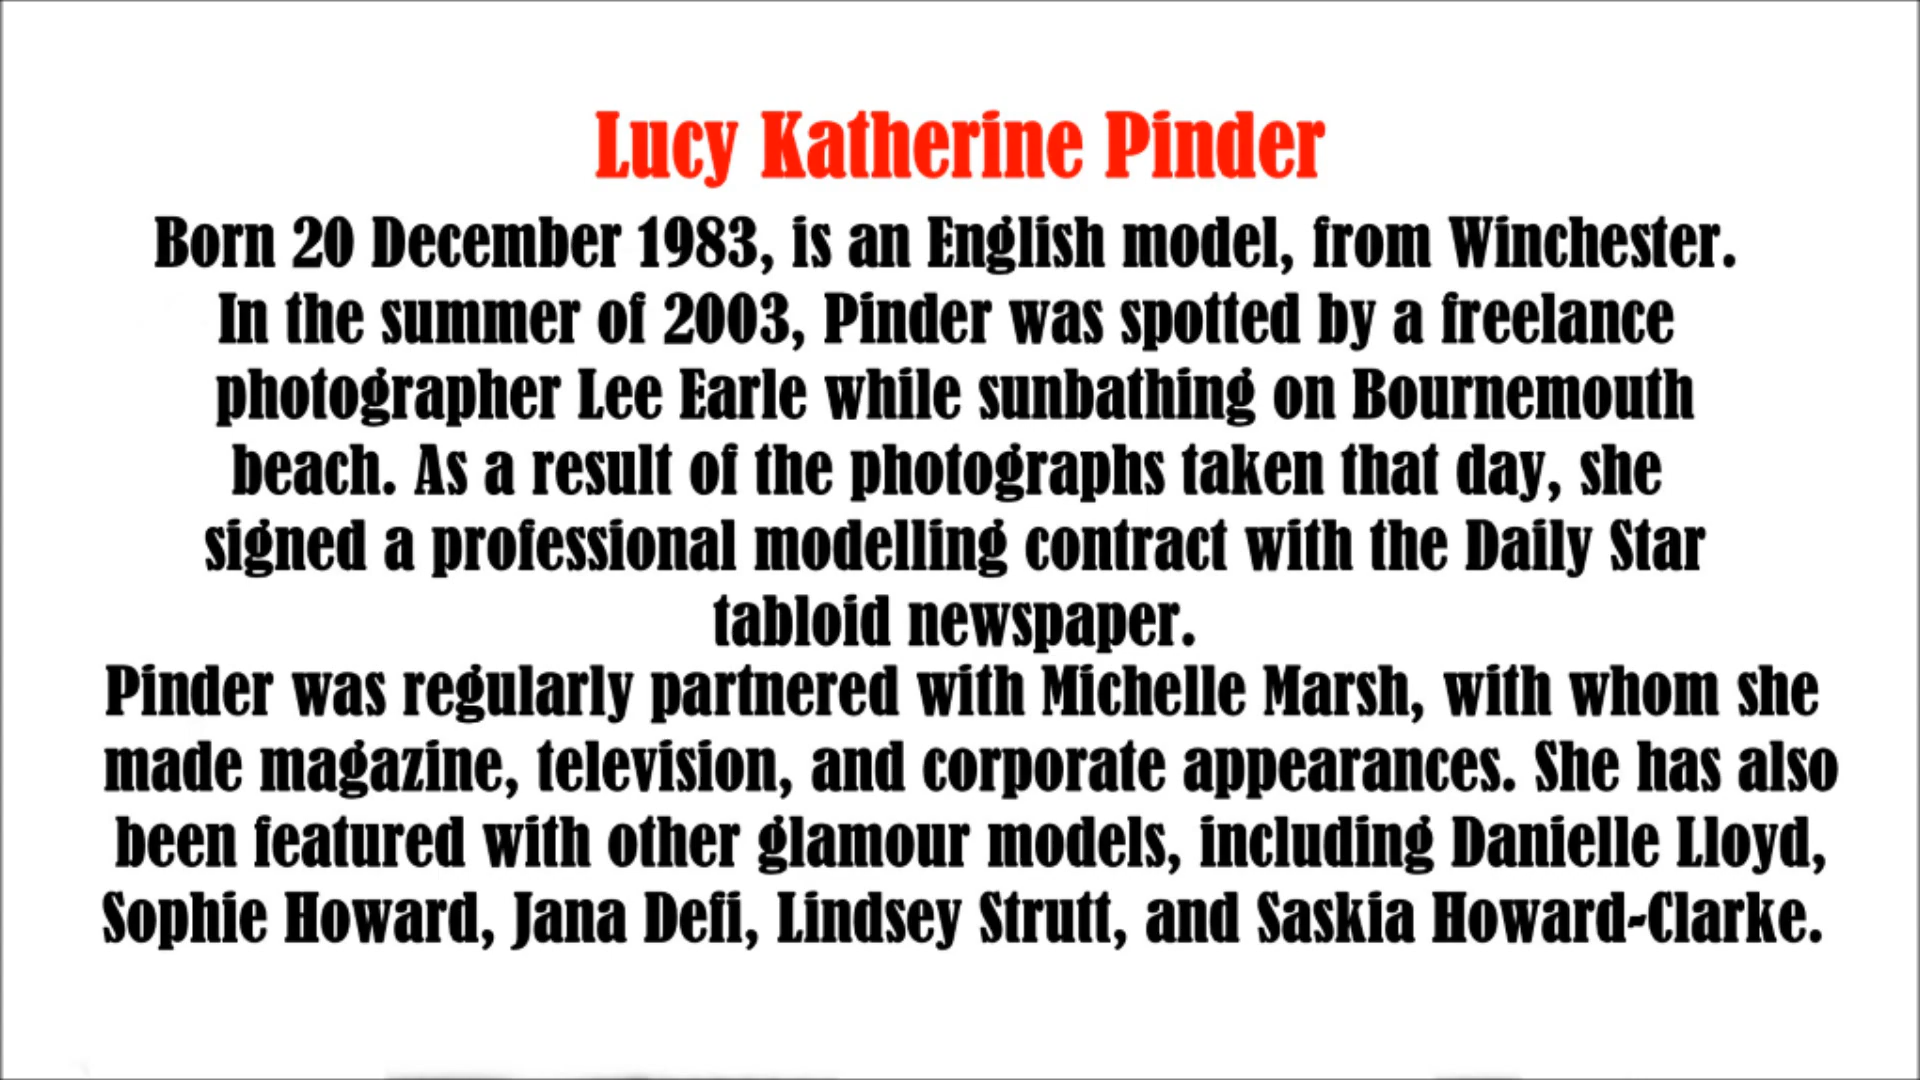 Lucy Katherine Pinder
Born 20 December 1983, is an English model, from Winchester.
In the summer of 2003, Pinder was spotted by a freelance
photographer Lee Earle while sunbathing on Bournemouth
beach. As a result of the photographs taken that day, she
signed a professional modelling contract with the Daily Star
tabloid newspaper.
Pinder was regularly partnered with Michelle Marsh, with whom she
made magazine, television, and corporate appearances. She has also
been featured with other glamour models, including Danielle Lloyd,
Sophie Howard, Jana Defi, Lindsey Strutt, and Saskia Howard-Clarke.